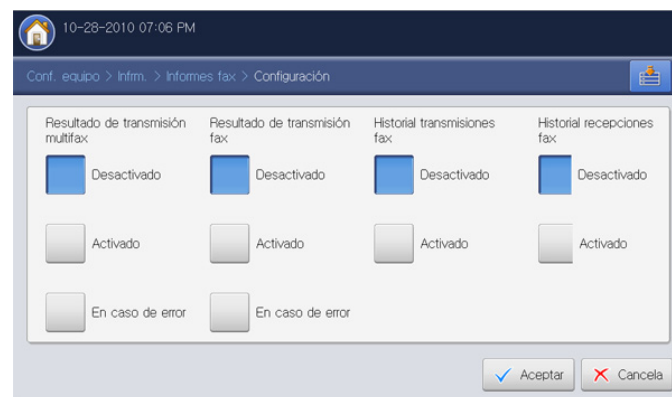 10-28-2010 07:06 PM
Conf. equipo > Infrm. > Informes fax > Configuración
Resultado de transmisión
multifax
Resultado de transmisión
fax
Historial transmisiones
fax
Historial recepciones
fax
Desactivado
Desactivado
Desactivado
Desactivado
Activado
Activado
Activado
Activado
En caso de error
En caso de error
Aceptar
Cancela